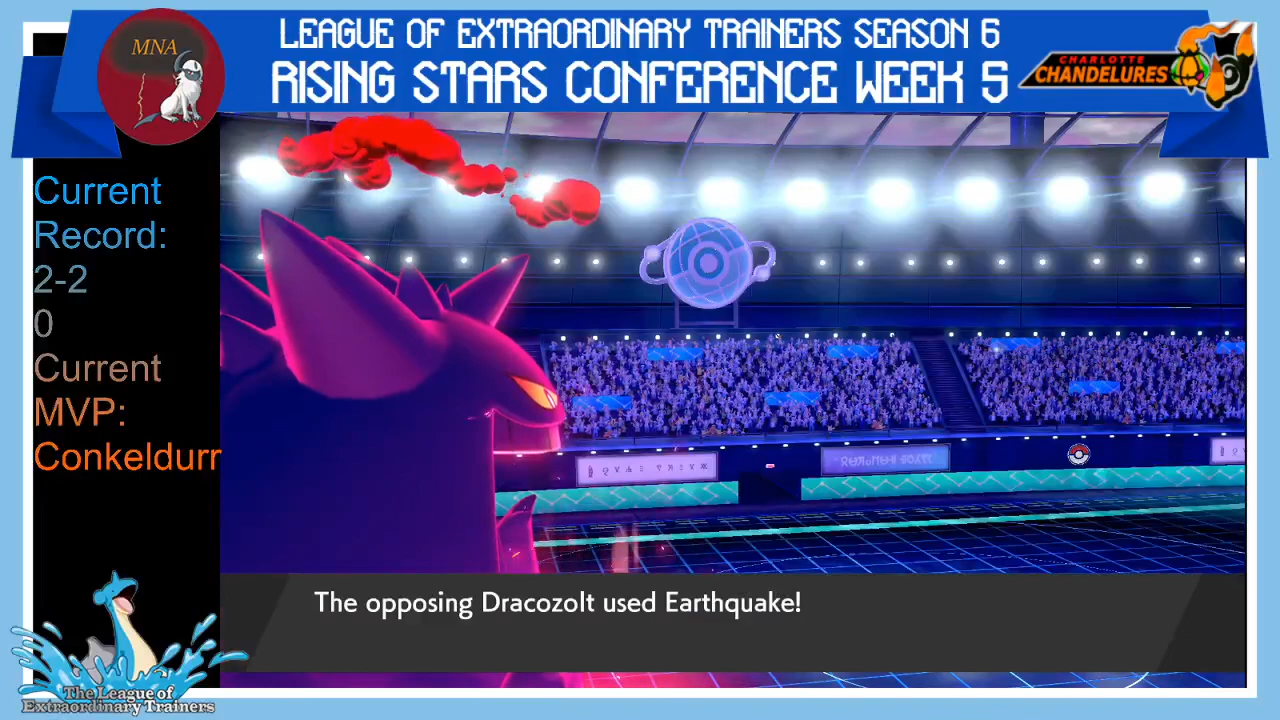 LEAGUE OF EXTRAORDINARY TRAINERS SEASON 6
RISING STARS CONFERENCE WEEK 5
MNA
CHARLOTTE
CHANDELURES
Current
Record:
2-2
0
Current
MVP:
Conkeldurr
The opposing Dracozolt used Earthquake!
The League of
Extraordinary Trainers